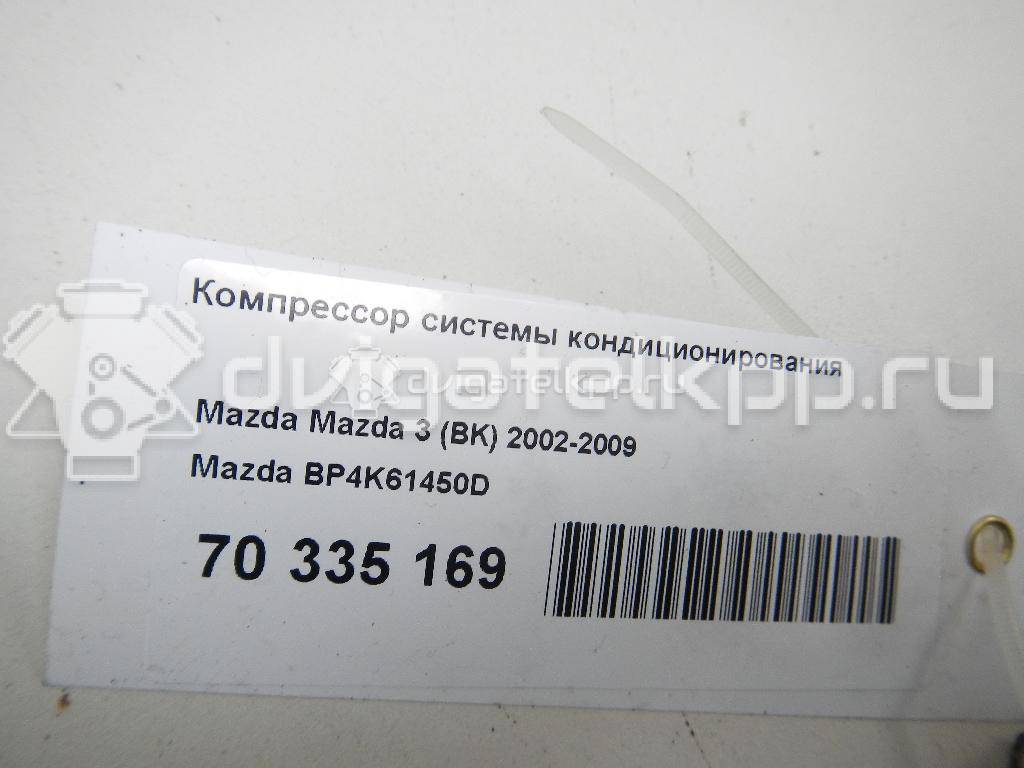 Компрессор системы кондиционирования
dvigatelkpp.ru
dvigatelkpp.ru
Mazda Mazda 3 (BK) 2002-2009
Mazda BP4K61450D
70 335 169